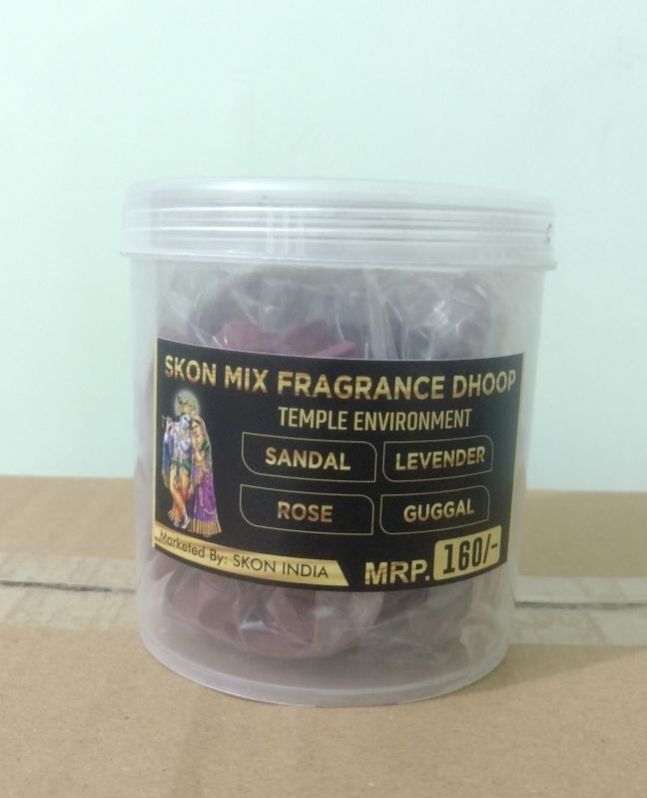 SKON MIX FRAGRANCE DHOOP
TEMPLE ENVIRONMENT
SANDAL LEVENDER
ROSE GUGGAL
Marketed By: SKON INDIA
MRP. 160/-